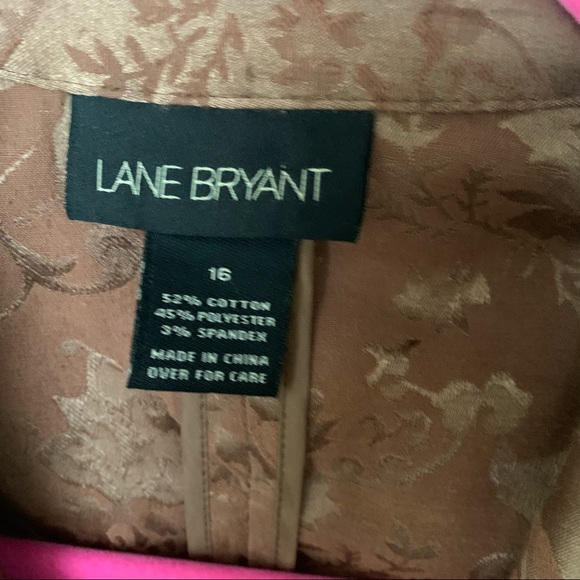 LANE BRYANT
16
52% COTTON
45% POLYESTER
3% SPANDEX
MADE IN CHINA
OVER FOR CARE